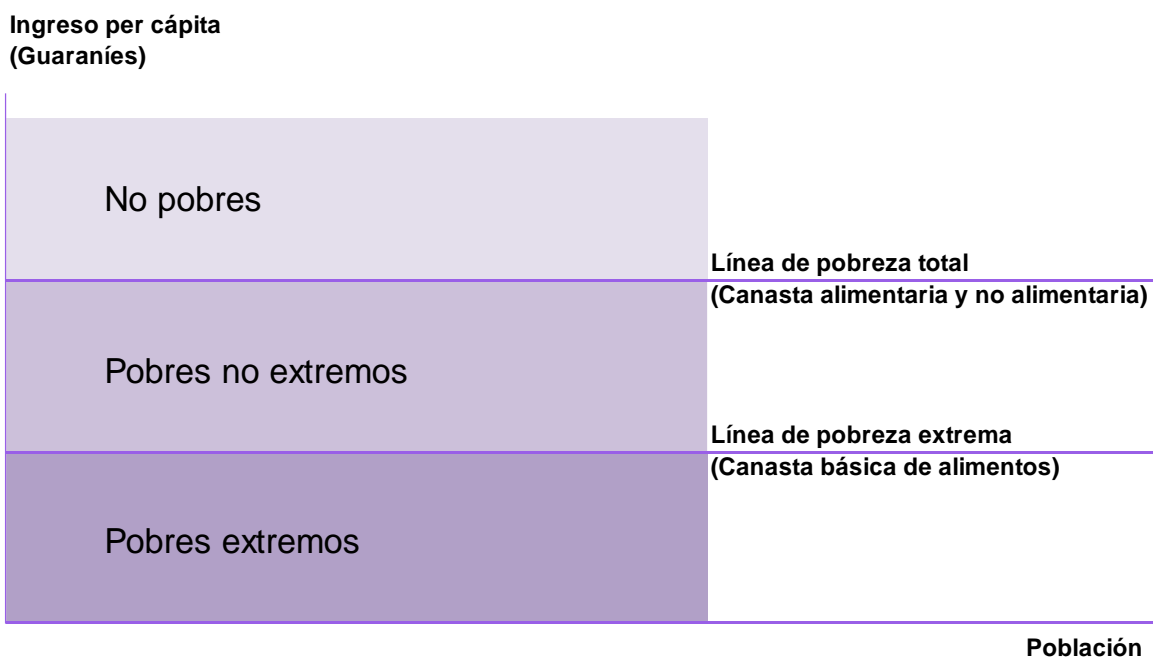 Ingreso per cápita
(Guaraníes)
No pobres
Línea de pobreza total
(Canasta alimentaria y no alimentaria)
Pobres no extremos
Línea de pobreza extrema
(Canasta básica de alimentos)
Pobres extremos
Población